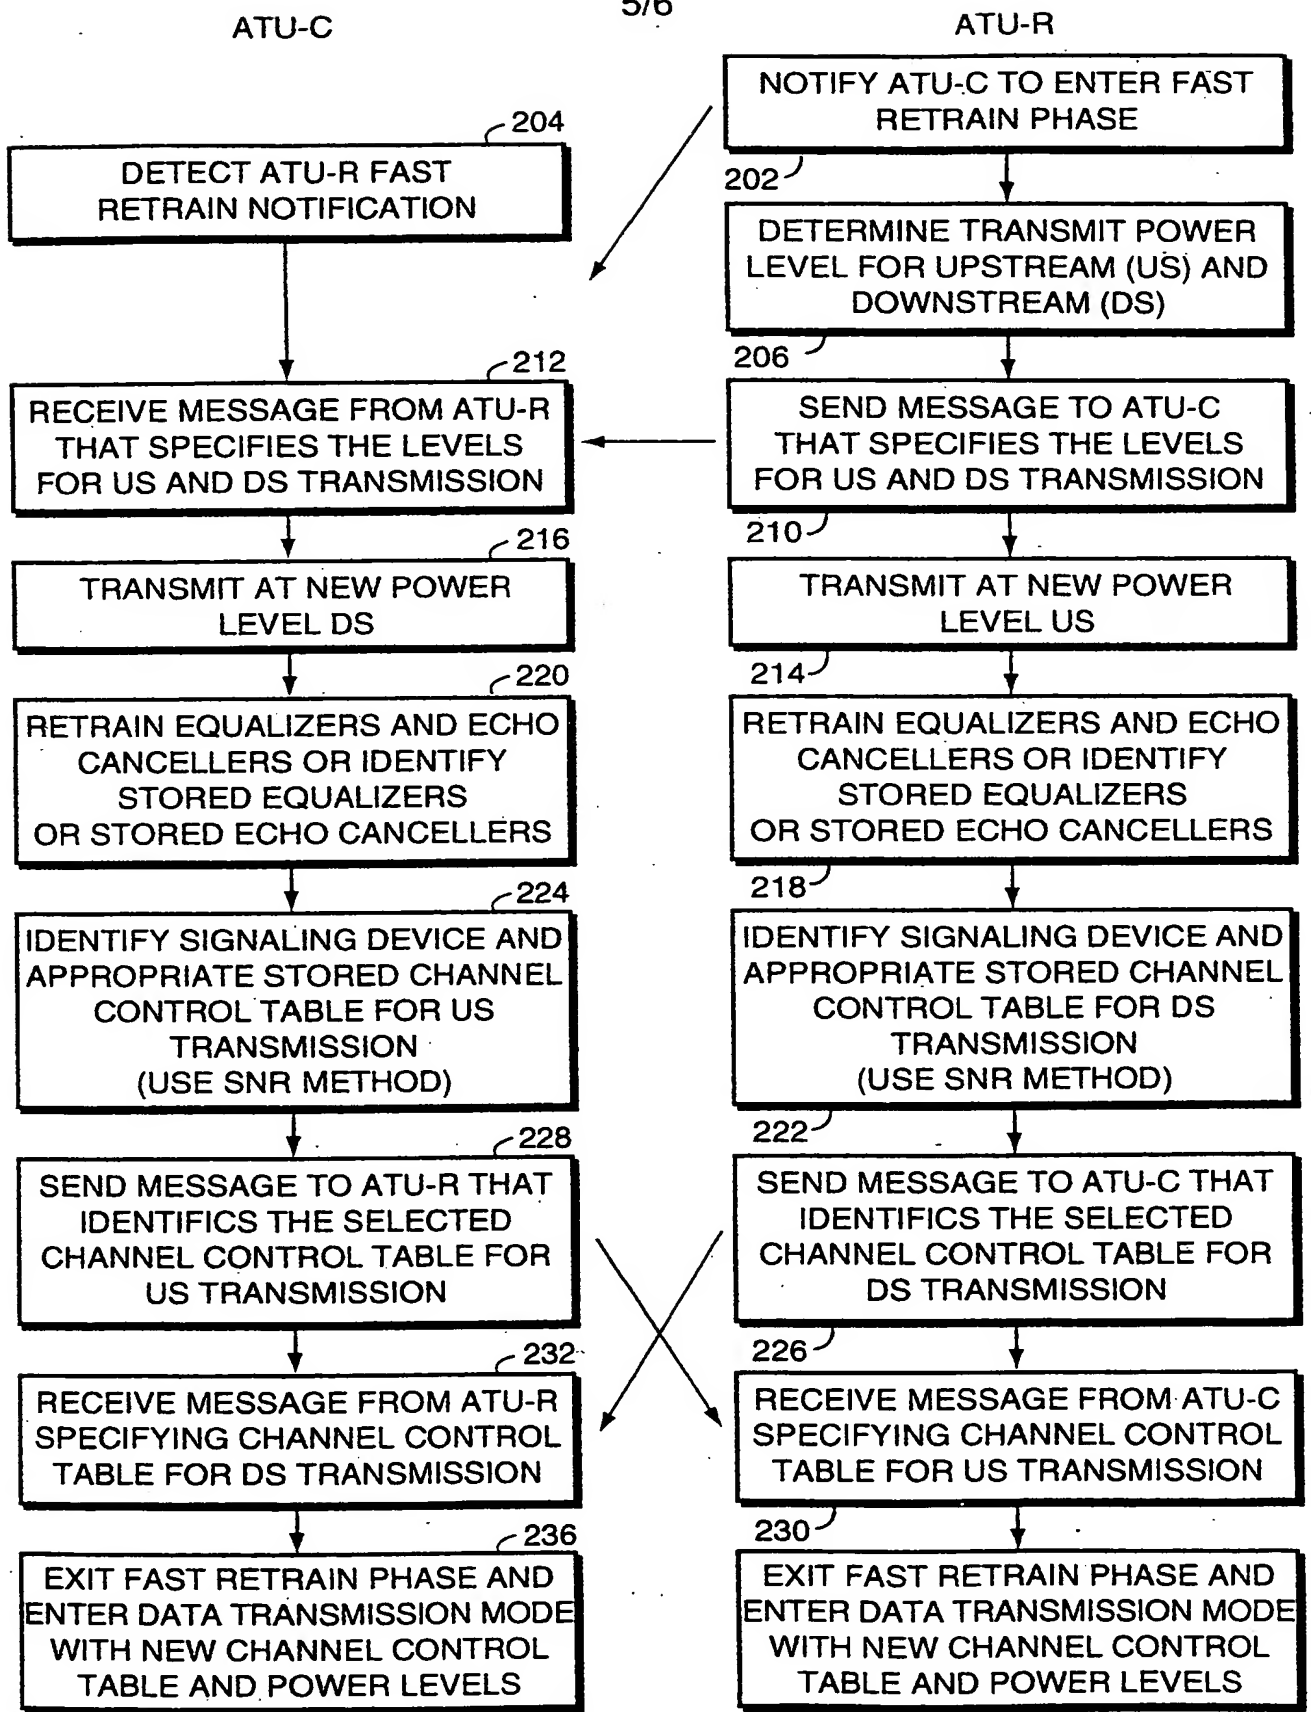 5/6
ATU-C
204
DETECT ATU-R FAST
RETRAIN NOTIFICATION
212
RECEIVE MESSAGE FROM ATU-R
THAT SPECIFIES THE LEVELS
FOR US AND DS TRANSMISSION
216
TRANSMIT AT NEW POWER
LEVEL DS
220
RETRAIN EQUALIZERS AND ECHO
CANCELLERS OR IDENTIFY
STORED EQUALIZERS
OR STORED ECHO CANCELLERS
224
IDENTIFY SIGNALING DEVICE AND
APPROPRIATE STORED CHANNEL
CONTROL TABLE FOR US
TRANSMISSION
(USE SNR METHOD)
228
SEND MESSAGE TO ATU-R THAT
IDENTIFICS THE SELECTED
CHANNEL CONTROL TABLE FOR
US TRANSMISSION
232
RECEIVE MESSAGE FROM ATU-R
SPECIFYING CHANNEL CONTROL
TABLE FOR DS TRANSMISSION
236
EXIT FAST RETRAIN PHASE AND
ENTER DATA TRANSMISSION MODE
WITH NEW CHANNEL CONTROL
TABLE AND POWER LEVELS
ATU-R
NOTIFY ATU-C TO ENTER FAST
RETRAIN PHASE
202
DETERMINE TRANSMIT POWER
LEVEL FOR UPSTREAM (US) AND
DOWNSTREAM (DS)
206
SEND MESSAGE TO ATU-C
THAT SPECIFIES THE LEVELS
FOR US AND DS TRANSMISSION
210
TRANSMIT AT NEW POWER
LEVEL US
214
RETRAIN EQUALIZERS AND ECHO
CANCELLERS OR IDENTIFY
STORED EQUALIZERS
OR STORED ECHO CANCELLERS
218
IDENTIFY SIGNALING DEVICE AND
APPROPRIATE STORED CHANNEL
CONTROL TABLE FOR DS
TRANSMISSION
(USE SNR METHOD)
222
SEND MESSAGE TO ATU-C THAT
IDENTIFICS THE SELECTED
CHANNEL CONTROL TABLE FOR
DS TRANSMISSION
226
RECEIVE MESSAGE FROM ATU-C
SPECIFYING CHANNEL CONTROL
TABLE FOR US TRANSMISSION
230
EXIT FAST RETRAIN PHASE AND
ENTER DATA TRANSMISSION MODE
WITH NEW CHANNEL CONTROL
TABLE AND POWER LEVELS